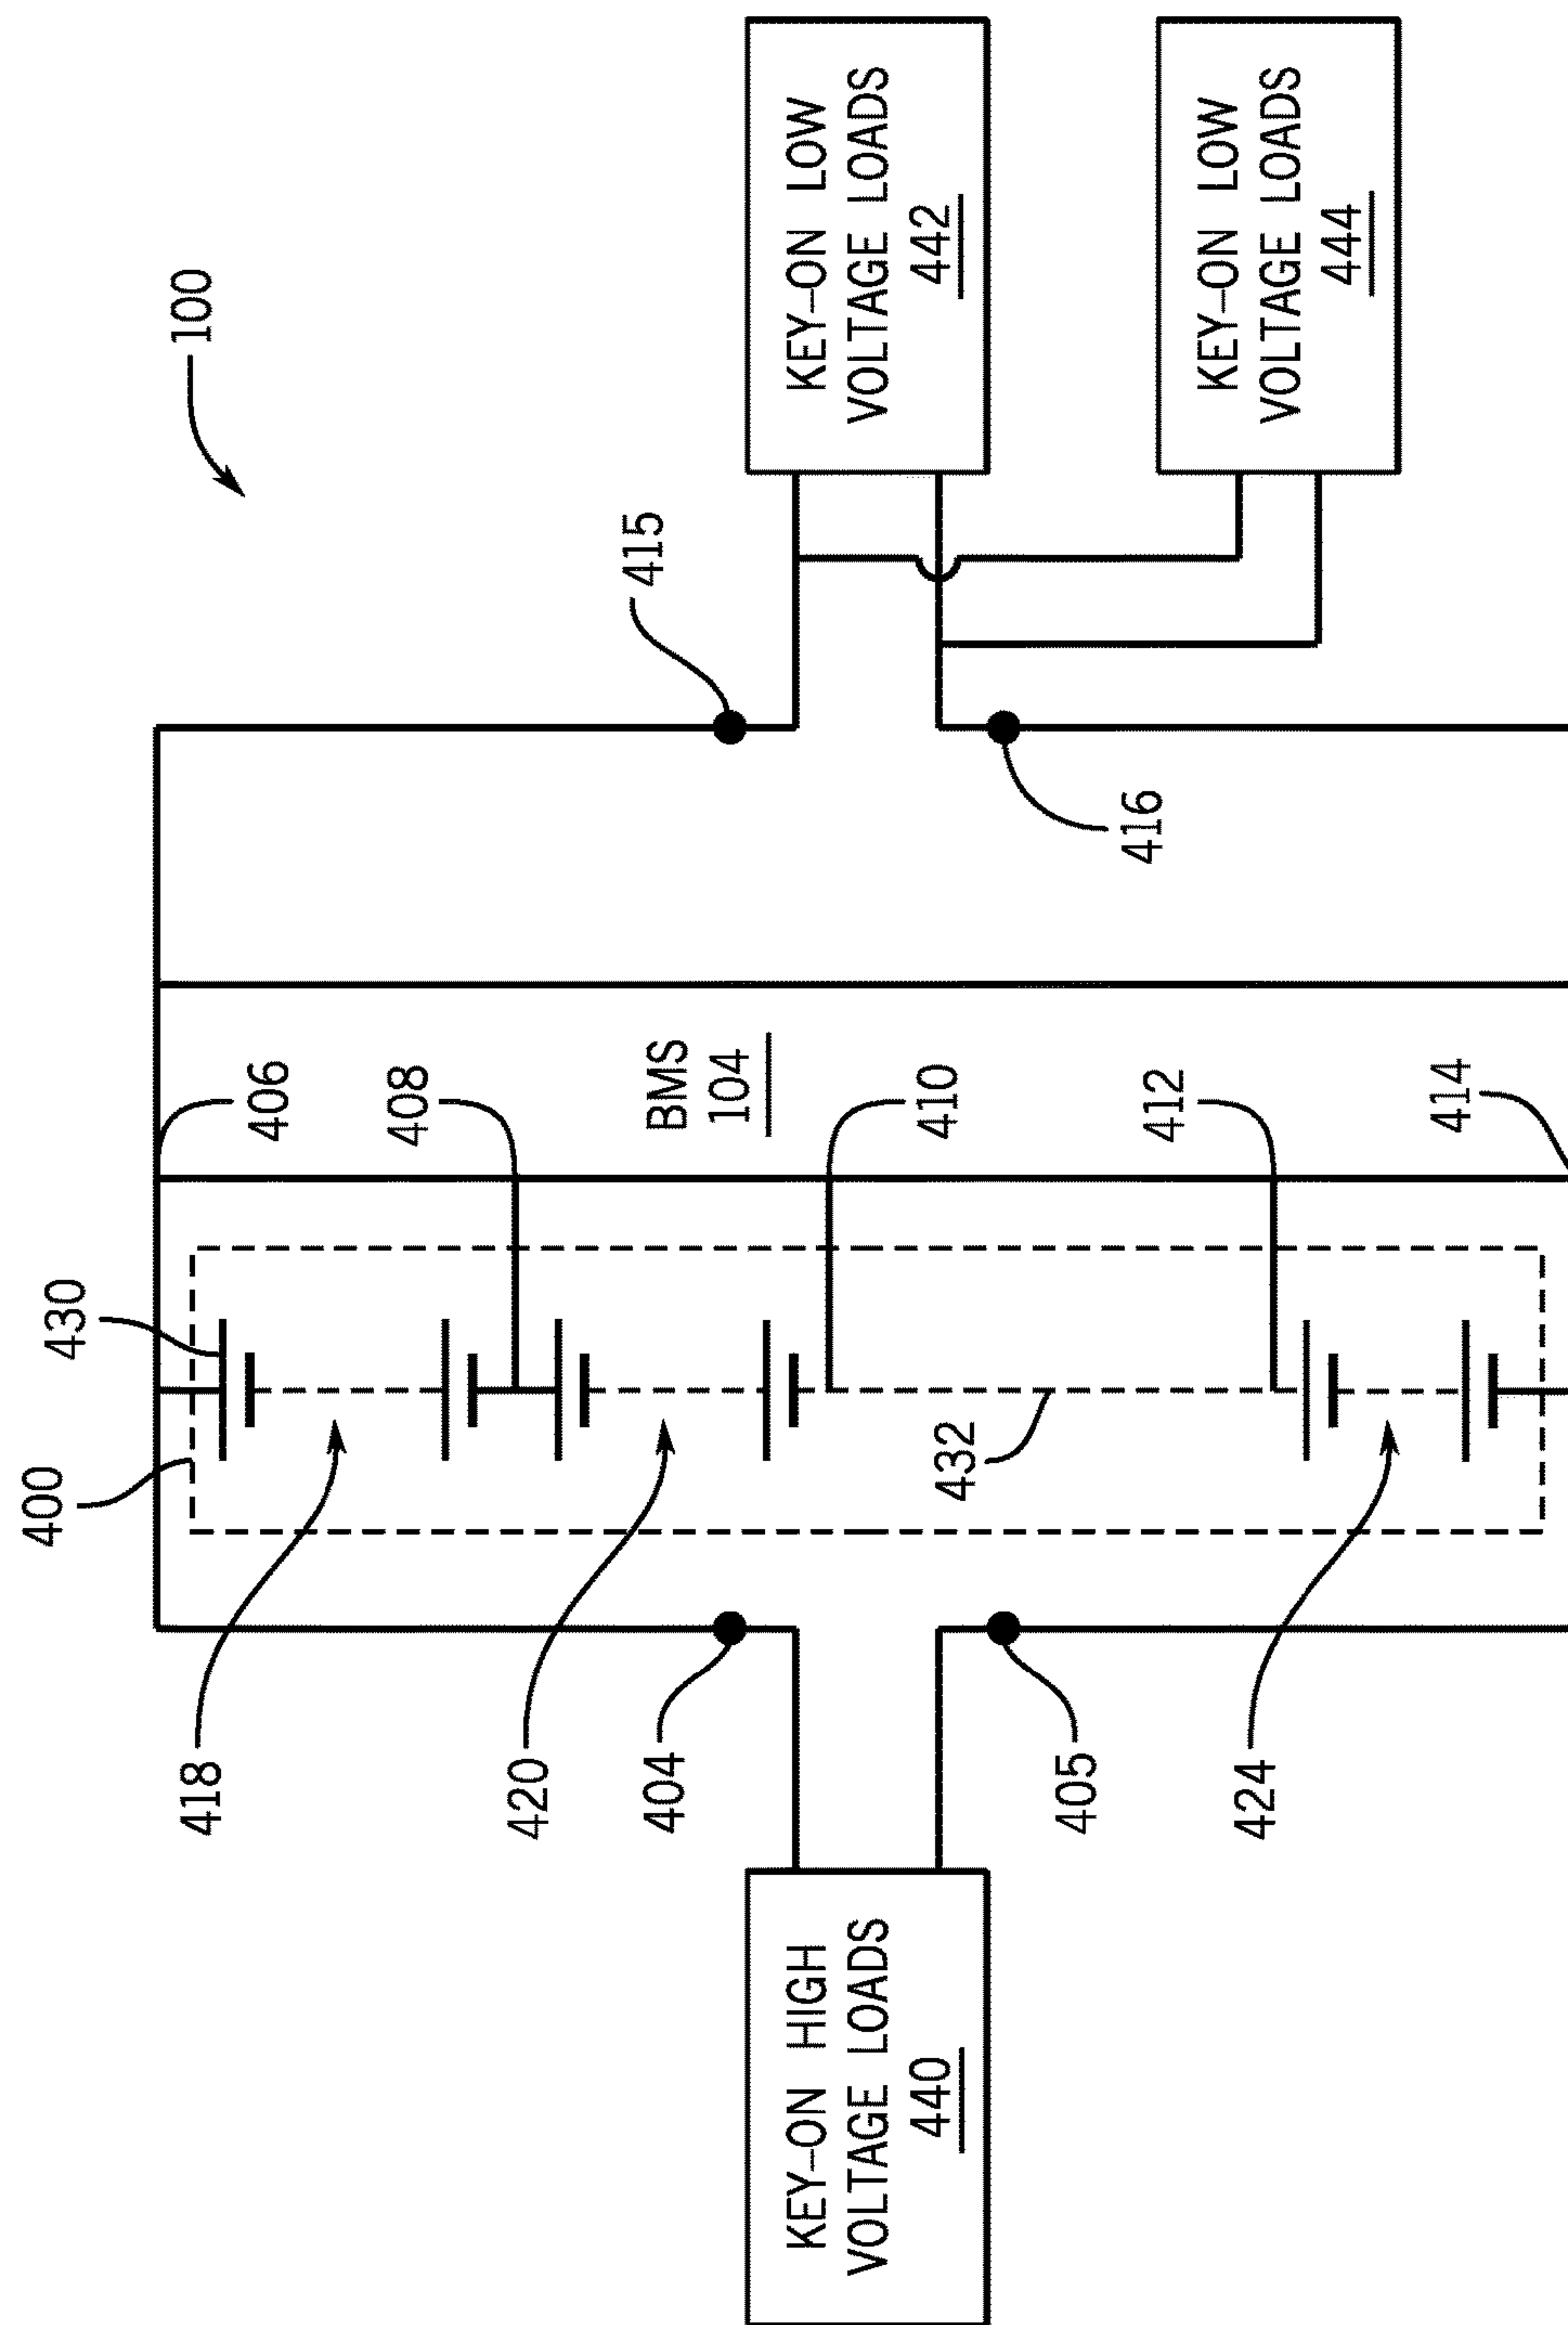 400
430
100
418
406
408
420
415
404
BMS
104
KEY-ON HIGH
VOLTAGE LOADS
440
KEY-ON LOW
VOLTAGE LOADS
442
410
432
405
416
412
KEY-ON LOW
VOLTAGE LOADS
444
424
414